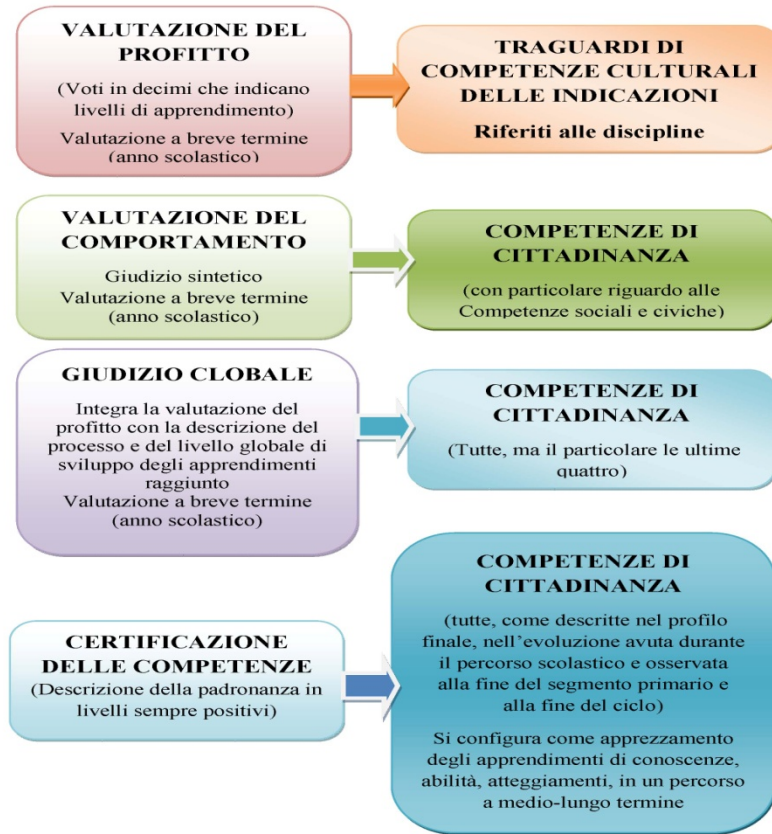 VALUTAZIONE DEL
PROFITTO
(Voti in decimi che indicano
livelli di apprendimento)
Valutazione a breve termine
(anno scolastico)
TRAGUARDI DI
COMPETENZE CULTURALI
DELLE INDICAZIONI
Riferiti alle discipline
VALUTAZIONE DEL
COMPORTAMENTO
Giudizio sintetico
Valutazione a breve termine
(anno scolastico)
COMPETENZE DI
CITTADINANZA
(con particolare riguardo alle
Competenze sociali e civiche)
GIUDIZIO CLOBALE
Integra la valutazione del
profitto con la descrizione del
processo e del livello globale di
sviluppo degli apprendimenti
raggiunto
Valutazione a breve termine
(anno scolastico)
COMPETENZE DI
CITTADINANZA
(Tutte, ma il particolare le ultime
quattro)
CERTIFICAZIONE
DELLE COMPETENZE
(Descrizione della padronanza in
livelli sempre positivi)
COMPETENZE DI
CITTADINANZA
(tutte, come descritte nel profilo
finale, nell'evoluzione avuta durante
il percorso scolastico e osservata
alla fine del segmento primario e
alla fine del ciclo)
Si configura come apprezzamento
degli apprendimenti di conoscenze,
abilità, atteggiamenti, in un percorso
a medio-lungo termine